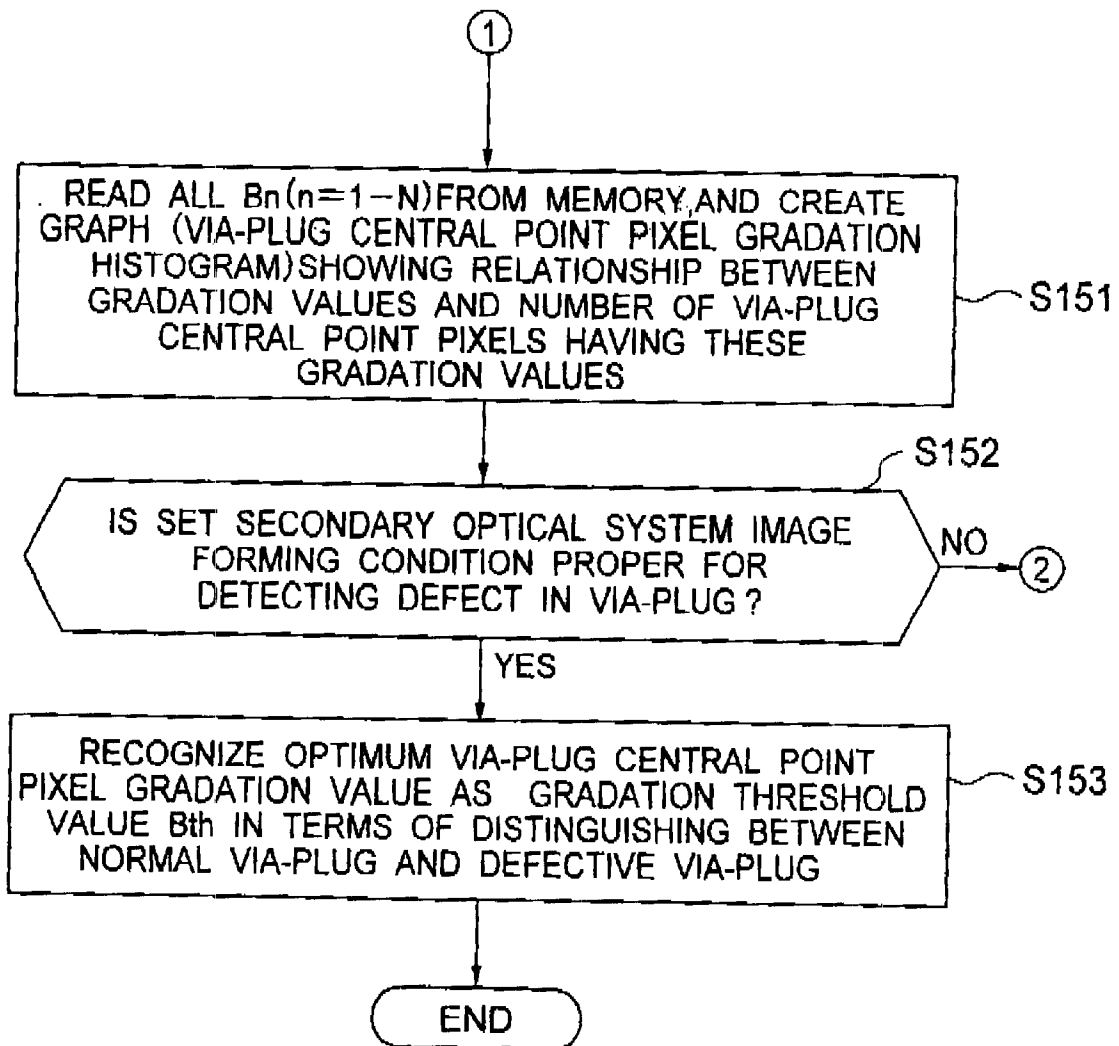 1
READ ALL Bn(n=1-N)FROM MEMORY,AND CREATE
GRAPH (VIA-PLUG CENTRAL POINT PIXEL GRADATION
HISTOGRAM)SHOWING RELATIONSHIP BETWEEN
GRADATION VALUES AND NUMBER OF VIA-PLUG
CENTRAL POINT PIXELS HAVING THESE
GRADATION VALUES
S151
S152
IS SET SECONDARY OPTICAL SYSTEM IMAGE
FORMING CONDITION PROPER FOR
DETECTING DEFECT IN VIA-PLUG?
NO
2
YES
RECOGNIZE OPTIMUM VIA-PLUG CENTRAL POINT
PIXEL GRADATION VALUE AS GRADATION THRESHOLD
VALUE Bth IN TERMS OF DISTINGUISHING BETWEEN
NORMAL VIA-PLUG AND DEFECTIVE VIA-PLUG
S153
END